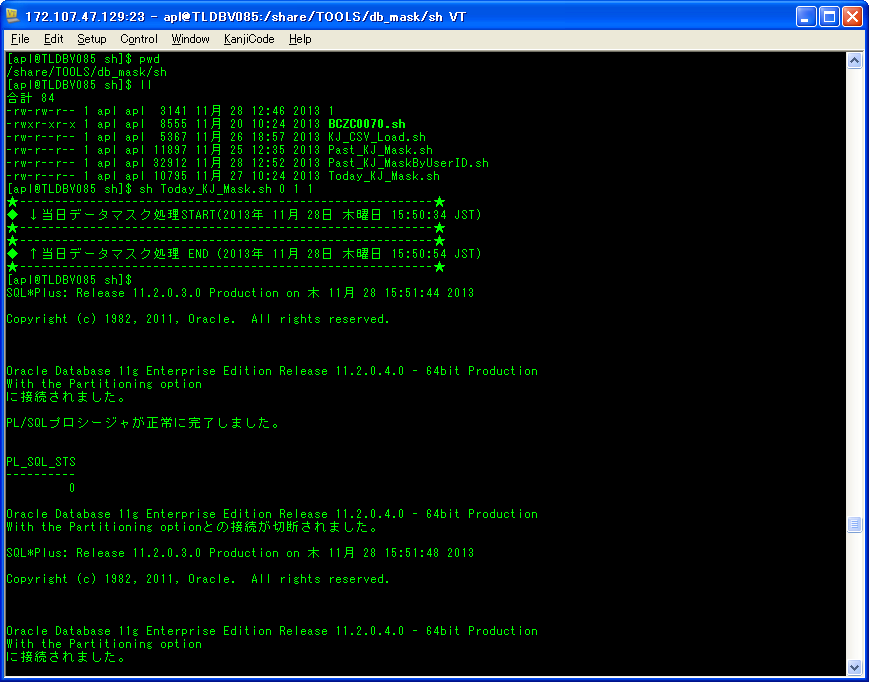 172.107.47.129:23 - apl@TLDBV085:/share/TOOLS/db_mask/sh VT
File Edit Setup Control Window KanjiCode Help
[apl@TLDBV085 sh]$ pwd
/share/TOOLS/db_mask/sh
[apl@TLDBV085 sh]$ ll
合計 84
-rw-rw-r-- 1 apl apl  3141 11月 28 12:46 2013 1
-rwxr-xr-x 1 apl apl  8555 11月 20 10:24 2013 BCZC0070.sh
-rw-r--r-- 1 apl apl  5367 11月 26 18:57 2013 KJ_CSV_Load.sh
-rw-r--r-- 1 apl apl 11897 11月 25 12:35 2013 Past_KJ_Mask.sh
-rw-r--r-- 1 apl apl 32912 11月 28 12:52 2013 Past_KJ_MaskByUserID.sh
-rw-r--r-- 1 apl apl 10795 11月 27 10:24 2013 Today_KJ_Mask.sh
[apl@TLDBV085 sh]$ sh Today_KJ_Mask.sh 0 1 1
★-----------------------------------------------------------★
◆ ↓当日データマスク処理START(2013年 11月 28日 木曜日 15:50:34 JST)
★-----------------------------------------------------------★
★-----------------------------------------------------------★
◆ ↑当日データマスク処理 END (2013年 11月 28日 木曜日 15:50:54 JST)
★-----------------------------------------------------------★
[apl@TLDBV085 sh]$
SQL*Plus: Release 11.2.0.3.0 Production on 木 11月 28 15:51:44 2013
Copyright (c) 1982, 2011, Oracle.  All rights reserved.
Oracle Database 11g Enterprise Edition Release 11.2.0.4.0 - 64bit Production
With the Partitioning option
に接続されました。
PL/SQLプロシージャが正常に完了しました。
PL_SQL_STS
----------
0
Oracle Database 11g Enterprise Edition Release 11.2.0.4.0 - 64bit Production
With the Partitioning optionとの接続が切断されました。
SQL*Plus: Release 11.2.0.3.0 Production on 木 11月 28 15:51:48 2013
Copyright (c) 1982, 2011, Oracle.  All rights reserved.
Oracle Database 11g Enterprise Edition Release 11.2.0.4.0 - 64bit Production
With the Partitioning option
に接続されました。